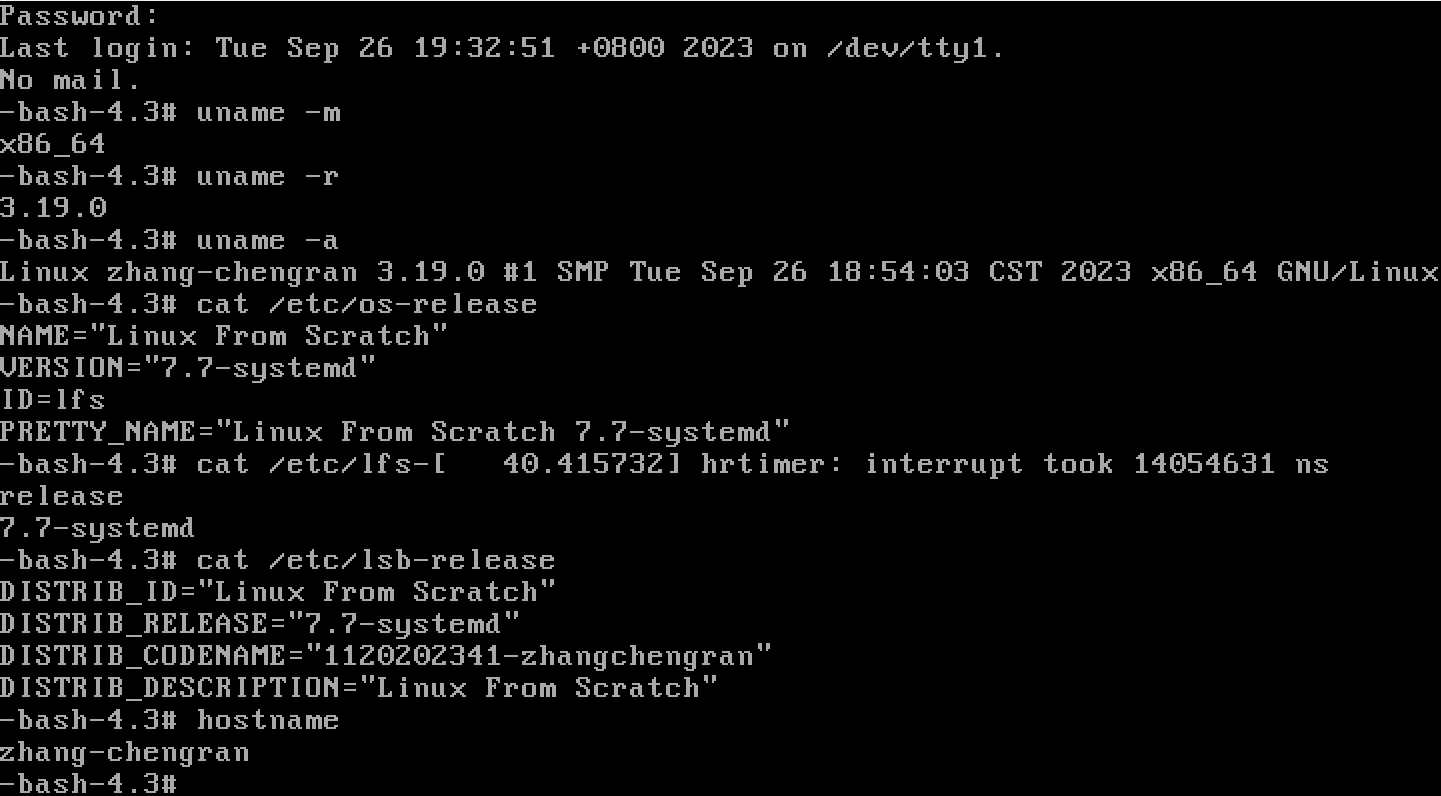 Password:
Last login: Tue Sep 26 19:32:51 +0800 2023 on /dev/tty1.
No mail.
-bash-4.3# uname -m
x86_64
-bash-4.3# uname -r
3.19.0
-bash-4.3# uname -a
Linux zhang-chengran 3.19.0 #1 SMP Tue Sep 26 18:54:03 CST 2023 x86_64 GNU/Linux
-bash-4.3# cat /etc/os-release
NAME="Linux From Scratch"
VERSION="7.7-systemd"
ID=lfs
PRETTY_NAME="Linux From Scratch 7.7-systemd"
-bash-4.3# cat /etc/lfs-[   40.415732] hrtimer: interrupt took 14054631 ns
release
7.7-systemd
-bash-4.3# cat /etc/lsb-release
DISTRIB_ID="Linux From Scratch"
DISTRIB_RELEASE="7.7-systemd"
DISTRIB_CODENAME="1120202341-zhangchengran"
DISTRIB_DESCRIPTION="Linux From Scratch"
-bash-4.3# hostname
zhang-chengran
-bash-4.3#